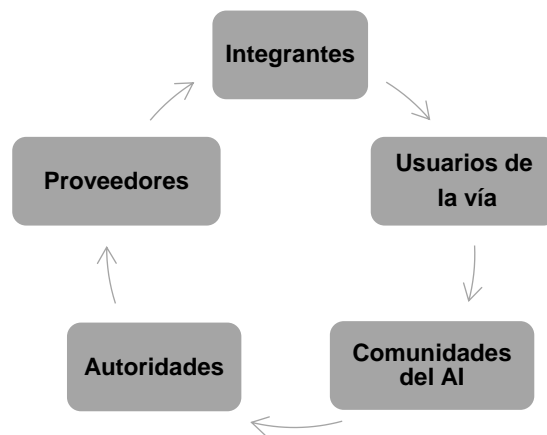 Integrantes
Usuarios de
la vía
Comunidades
del AI
Autoridades
Proveedores